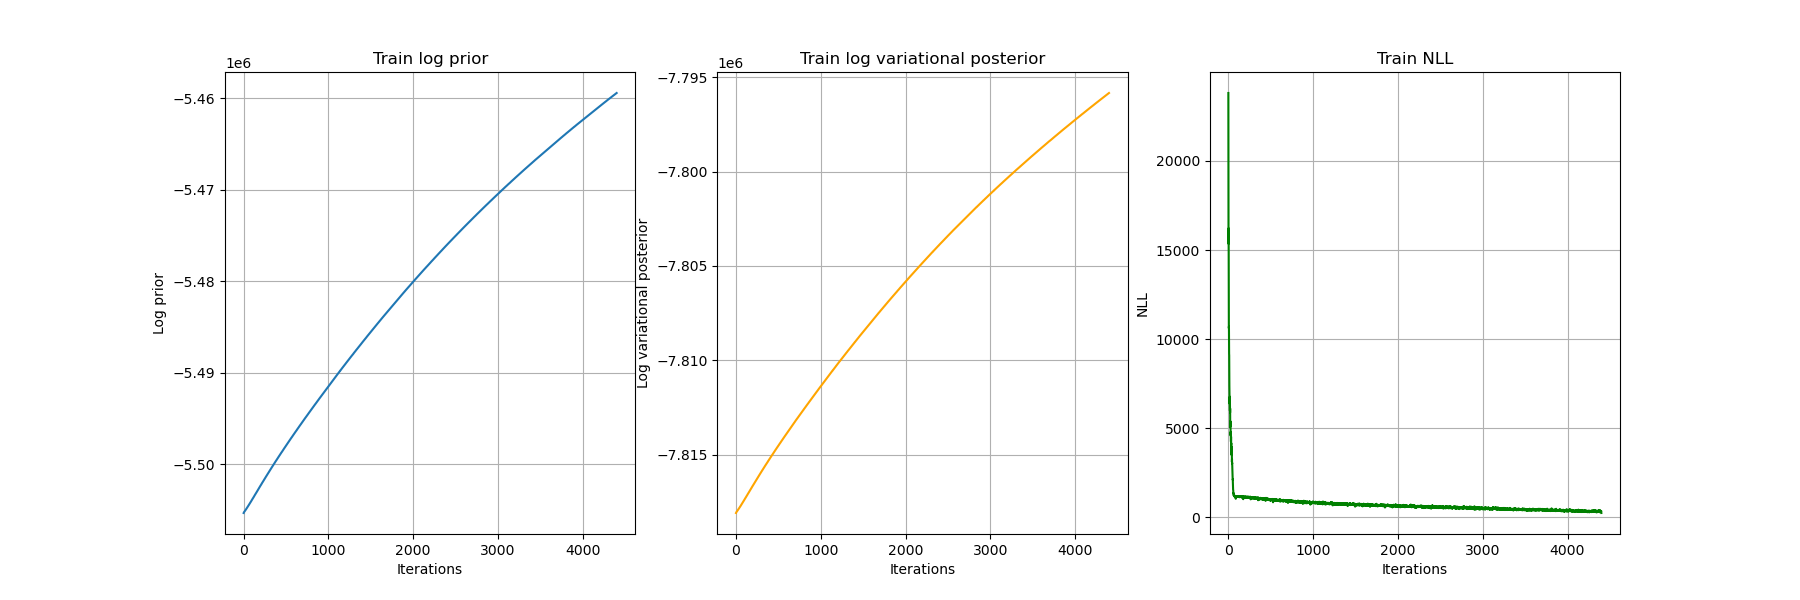 Train log prior
1e6
−5.46
−5.47
−5.48
−5.49
−5.50
Log prior
0 1000 2000 3000 4000
Iterations
Train log variational posterior
1e6
−7.795
−7.800
−7.805
−7.810
−7.815
Log variational posterior
0 1000 2000 3000 4000
Iterations
Train NLL
20000
15000
10000
5000
0
NLL
0 1000 2000 3000 4000
Iterations